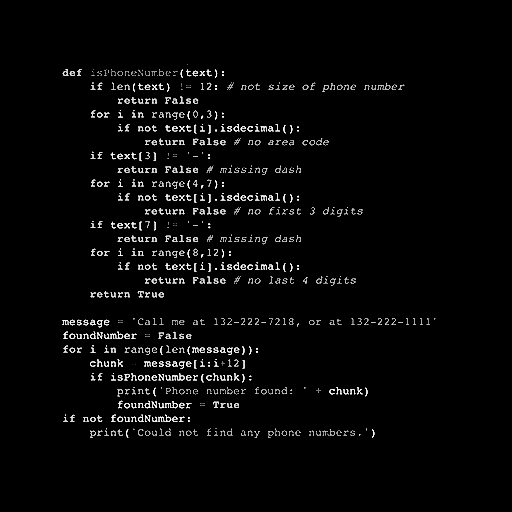 def isPhoneNumber(text):
    if len(text) != 12: # not size of phone number
        return False
    for i in range(0,3):
        if not text[i].isdecimal():
            return False # no area code
    if text[3] != '-':
        return False # missing dash
    for i in range(4,7):
        if not text[i].isdecimal():
            return False # no first 3 digits
    if text[7] != '-':
        return False # missing dash
    for i in range(8,12):
        if not text[i].isdecimal():
            return False # no last 4 digits
    return True

message = 'Call me at 132-222-7218, or at 132-222-1111'
foundNumber = False
for i in range(len(message)):
    chunk = message[i:i+12]
    if isPhoneNumber(chunk):
        print('Phone number found: ' + chunk)
        foundNumber = True
if not foundNumber:
    print('Could not find any phone numbers.')